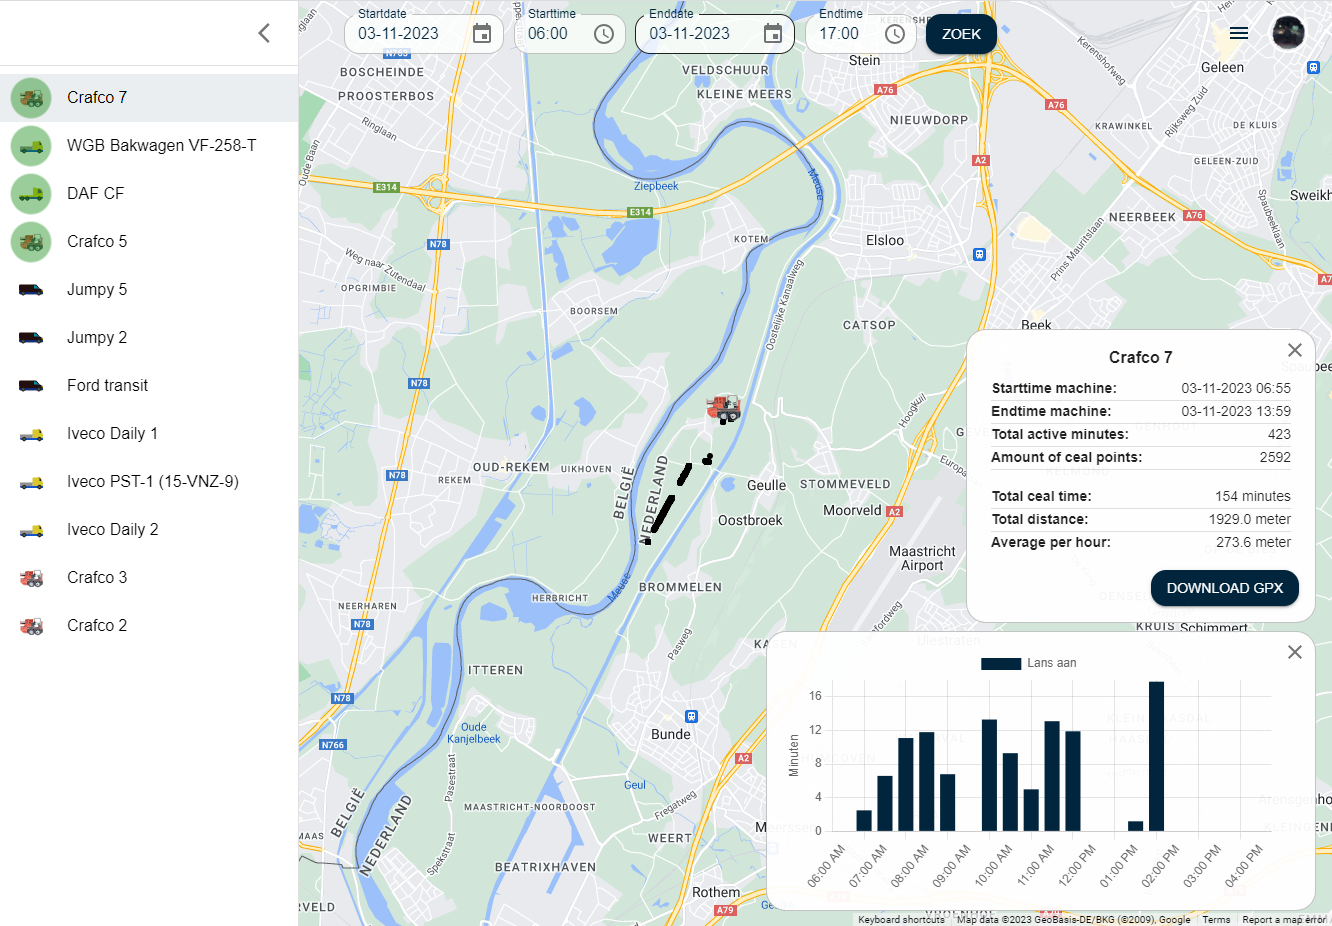 Startdate
03-11-2023
Starttime
06:00
Enddate
03-11-2023
Endtime
17:00
ZOEK
Crafco 7
WGB Bakwagen VF-258-T
DAF CF
Crafco 5
Jumpy 5
Jumpy 2
Ford transit
Iveco Daily 1
Iveco PST-1 (15-VNZ-9)
Iveco Daily 2
Crafco 3
Crafco 2
N763
BOSCHEINDE
PROOSTERBOS
Ringlaan
Oude Baan
E314
VELDSCHUUR
KLEINE MEERS
Stein
A76
NIEUWDORP
Kerenshofweg
Geleen
A76
KRAWINKEL
Rijksweg Zuid
DE KLUIS
GELEEN-ZUID
A2
Ziepbeek
Meuse
E314
Spaubeeklaan
Sweikh
NEERBEEK
A76
N78
KOTEM
Elsloo
Prins Mauritslaan
Weg naar Zutendaal
OPGRIMBIE
BOORSEM
Oostelijke Kanaalweg
CATSOP
Beek
N78
Hoogkuil
OUD-REKEM
UIKHOVEN
REKEM
N78
BELGIË
NEDERLAND
Geulle
STOMMEVELD
Moorveld
A2
Oostbroek
Maastricht
Airport
Meuse
BROMMELEN
HERBRICHT
NEERHAREN
N78
Pasweg
ITTEREN
N78
Oude
Kanjelbeek
N766
Bunde
A2
Geul
Pasestraat
MAASTRICHT-NOORDOOST
Fregatweg
BELGIË
NEDERLAND
Spekstraat
WEERT
BEATRIXHAVEN
Rothem
A79
KRUIS
Schimmert
Crafco 7
Starttime machine: 03-11-2023 06:55
Endtime machine: 03-11-2023 13:59
Total active minutes: 423
Amount of ceal points: 2592
Total ceal time: 154 minutes
Total distance: 1929.0 meter
Average per hour: 273.6 meter
DOWNLOAD GPX
Lans aan
Minuten
16
12
8
4
0
06:00 AM
07:00 AM
08:00 AM
09:00 AM
10:00 AM
11:00 AM
12:00 PM
01:00 PM
02:00 PM
03:00 PM
04:00 PM
Keyboard shortcuts
Map data ©2023 GeoBasis-DE/BKG (©2009), Google
Terms
Report a map error